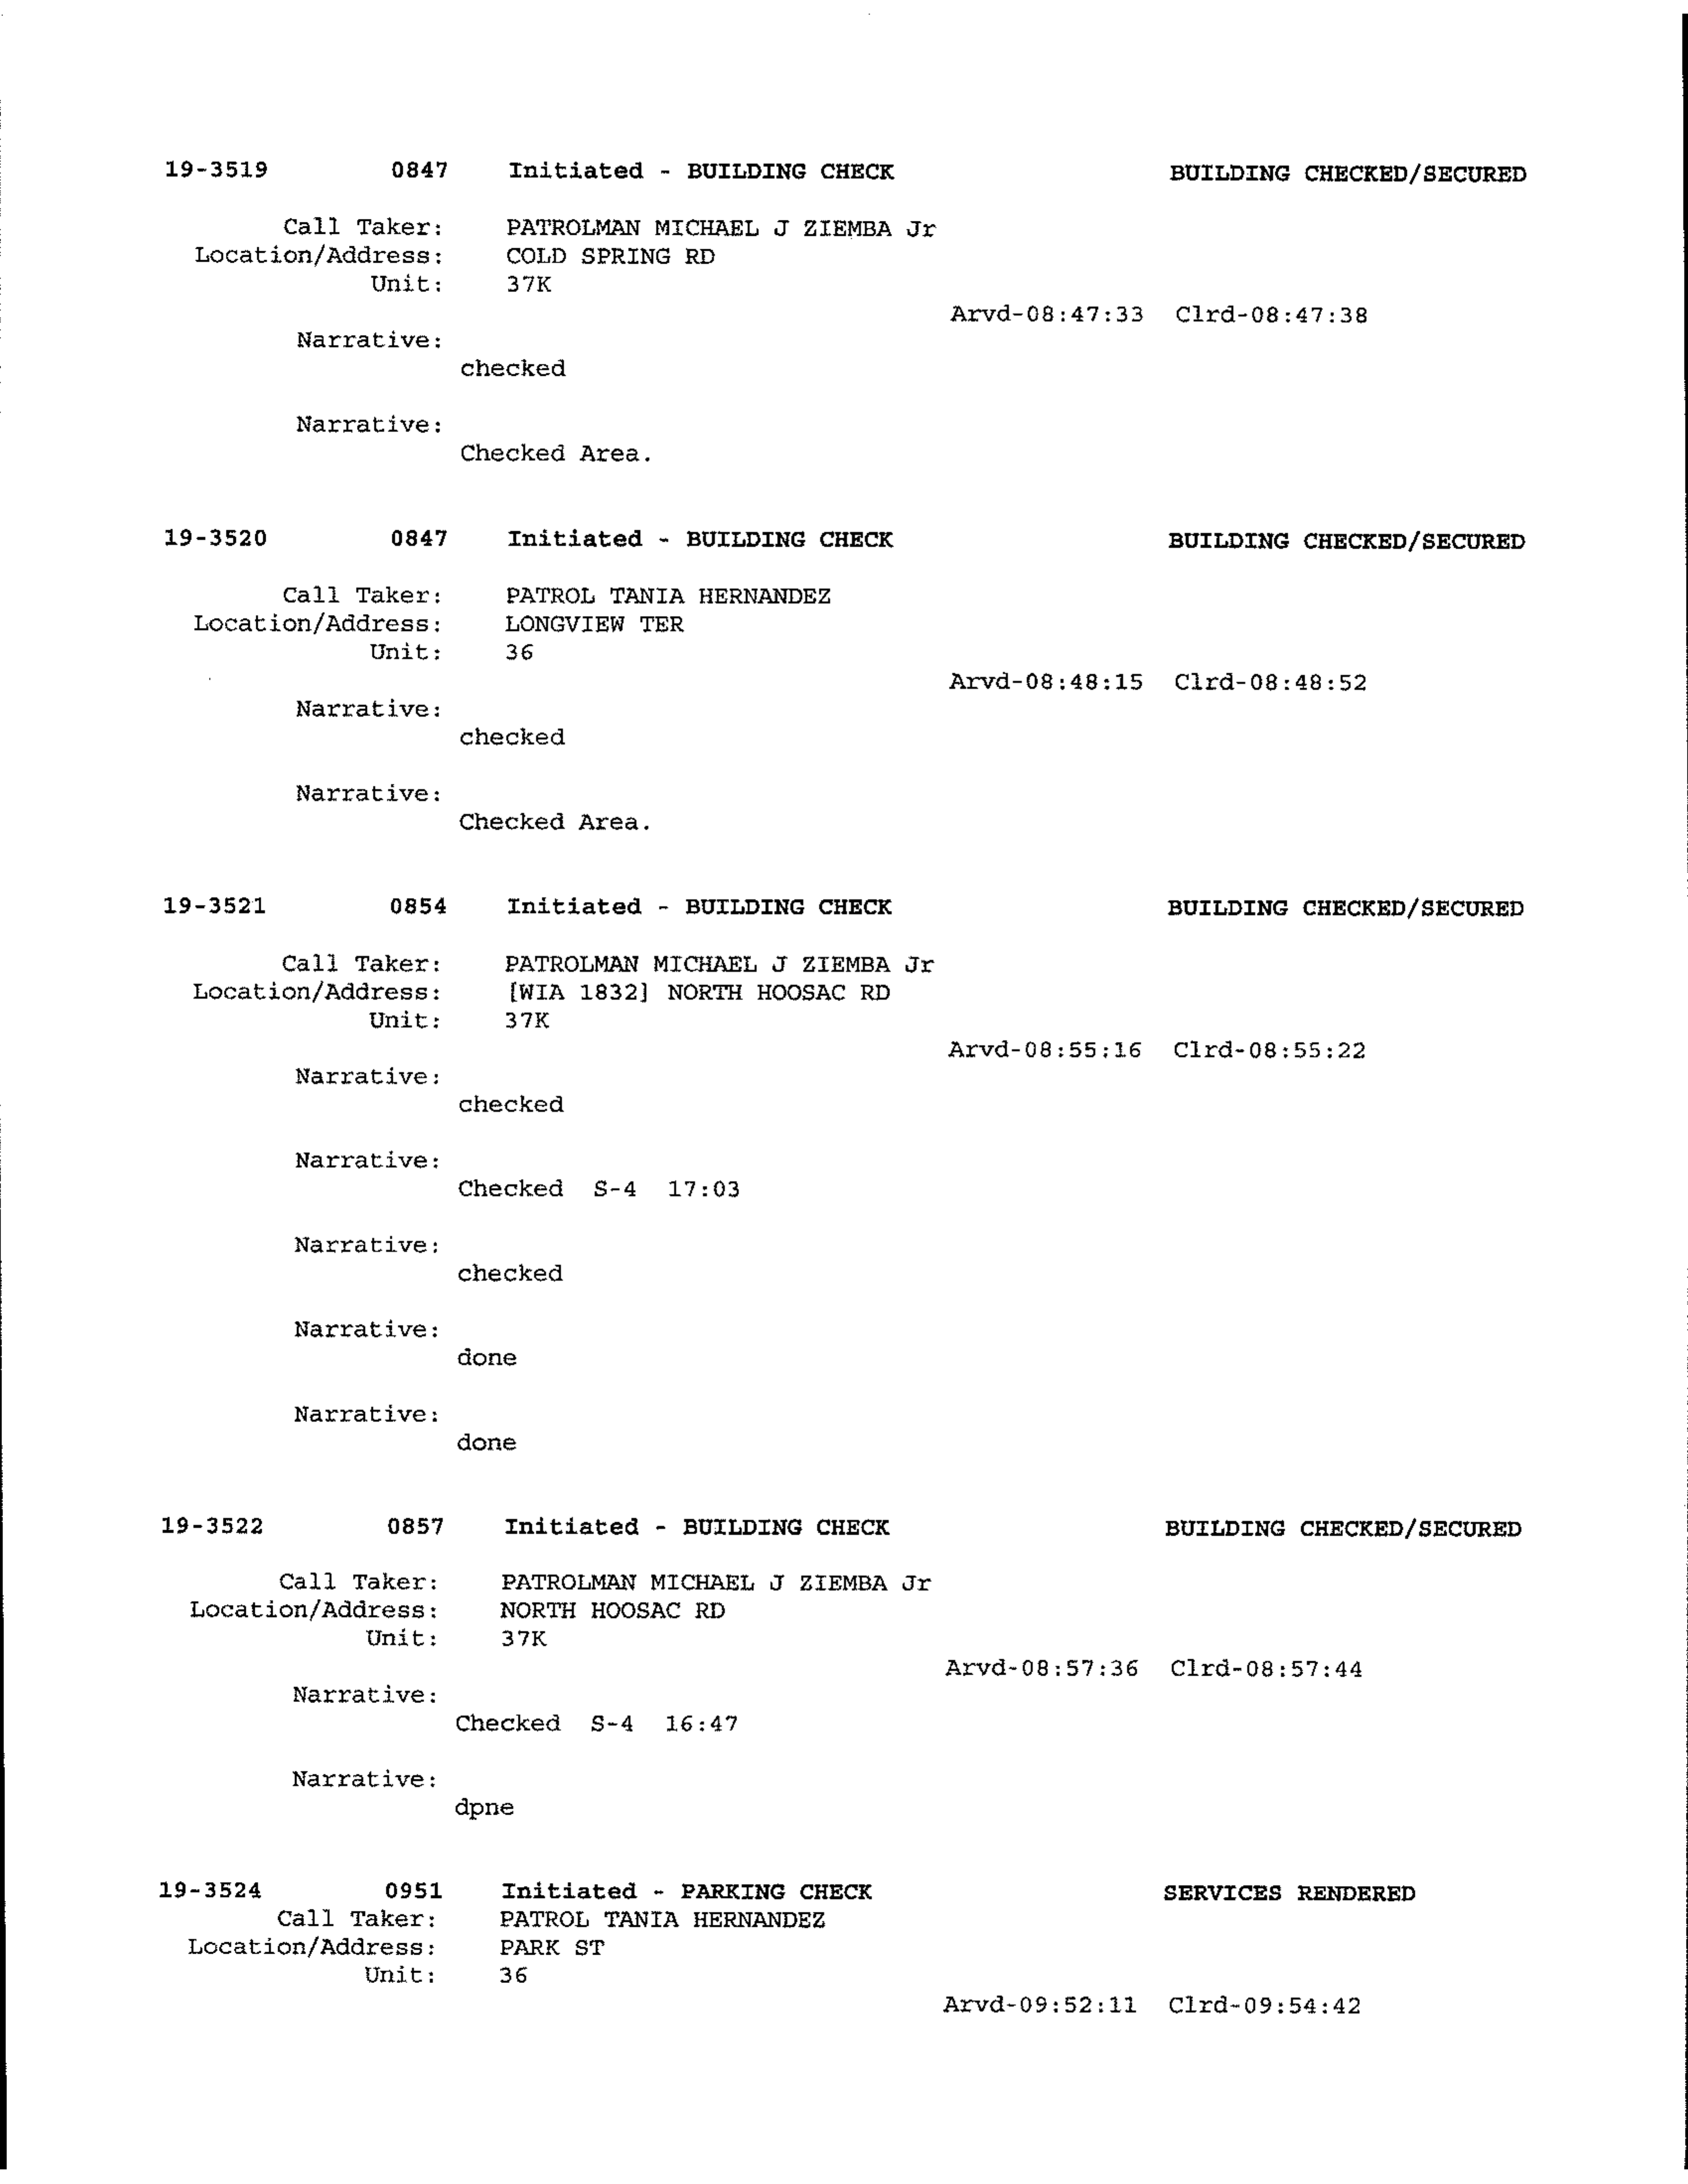 19-3519 0847 Initiated - BUILDING CHECK BUILDING CHECKED/SECURED
Call Taker: PATROLMAN MICHAEL J ZIEMBA Jr
Location/Address: COLD SPRING RD
Unit: 37K
Arvd-08:47:33 Clrd-08:47:38
Narrative:
checked
Narrative:
Checked Area.
19-3520 0847 Initiated - BUILDING CHECK BUILDING CHECKED/SECURED
Call Taker: PATROL TANIA HERNANDEZ
Location/Address: LONGVIEW TER
Unit: 36
Arvd-08:48:15 Clrd-08:48:52
Narrative:
checked
Narrative:
Checked Area.
19-3521 0854 Initiated - BUILDING CHECK BUILDING CHECKED/SECURED
Call Taker: PATROLMAN MICHAEL J ZIEMBA Jr
Location/Address: [WIA 1832] NORTH HOOSAC RD
Unit: 37K
Arvd-08:55:16 Clrd-08:55:22
Narrative:
checked
Narrative:
Checked S-4 17:03
Narrative:
checked
Narrative:
done
Narrative:
done
19-3522 0857 Initiated - BUILDING CHECK BUILDING CHECKED/SECURED
Call Taker: PATROLMAN MICHAEL J ZIEMBA Jr
Location/Address: NORTH HOOSAC RD
Unit: 37K
Arvd-08:57:36 Clrd-08:57:44
Narrative:
Checked S-4 16:47
Narrative:
dpne
19-3524 0951 Initiated - PARKING CHECK SERVICES RENDERED
Call Taker: PATROL TANIA HERNANDEZ
Location/Address: PARK ST
Unit: 36
Arvd-09:52:11 Clrd-09:54:42